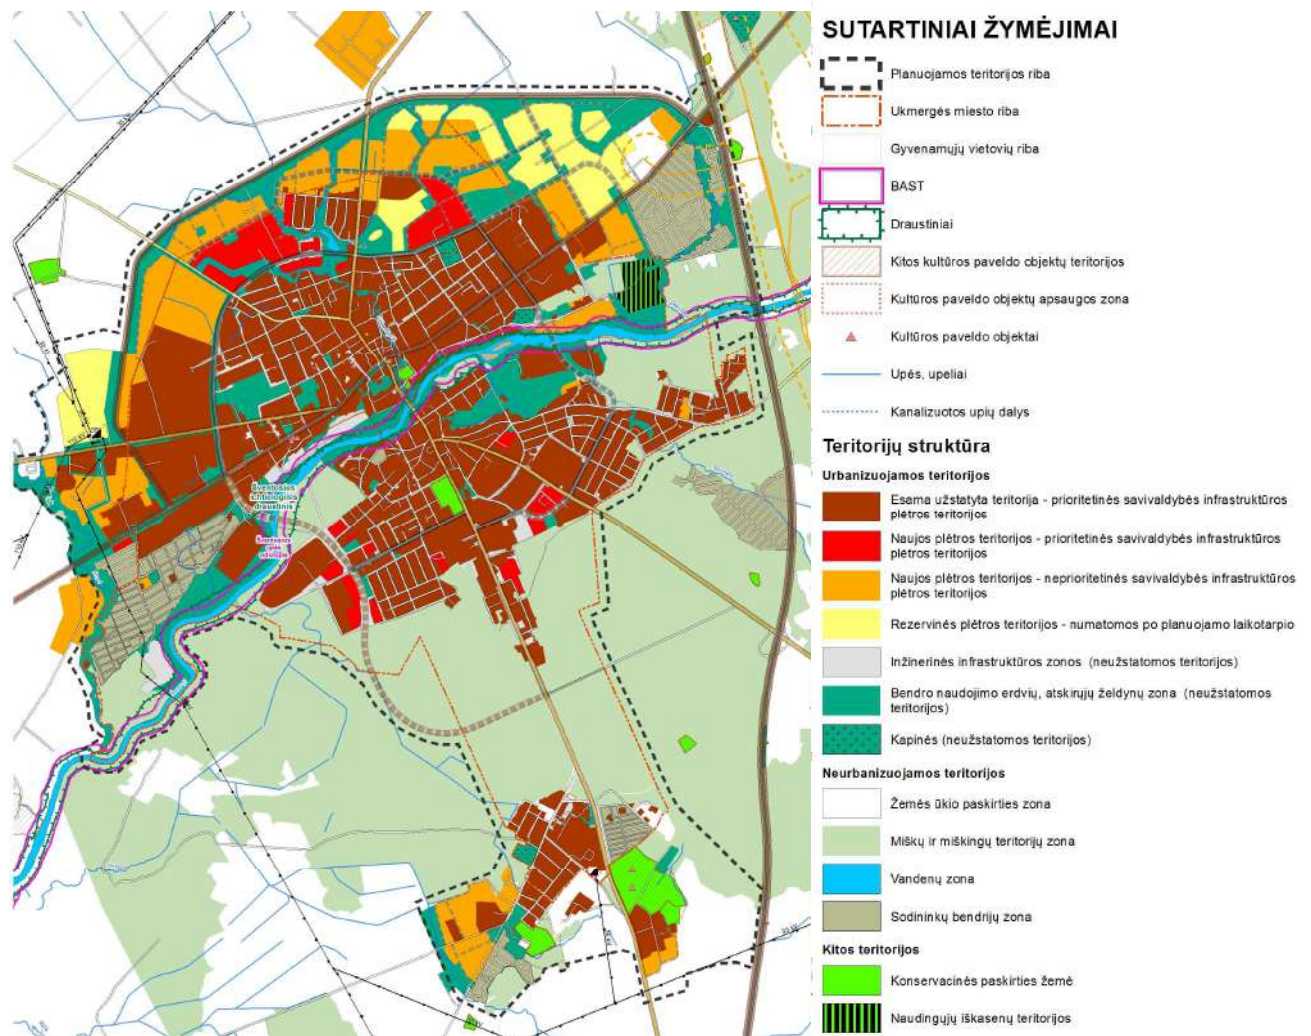 SUTARTINIAI ŽYMĖJIMAI
Planuojamos teritorijos riba
Ukmergės miesto riba
Gyvenamųjų vietovių riba
BAST
Draustiniai
Kitos kultūros paveldo objektų teritorijos
Kultūros paveldo objektų apsaugos zona
Kultūros paveldo objektai
Upės, upeliai
Kanalizuotos upių dalys
Teritorijų struktūra
Urbanizuojamos teritorijos
Esama užstatyta teritorija - prioritetinės savivaldybės infrastruktūros
plėtros teritorijos
Naujos plėtros teritorijos - prioritetinės savivaldybės infrastruktūros
plėtros teritorijos
Naujos plėtros teritorijos - neprioritetinės savivaldybės infrastruktūros
plėtros teritorijos
Rezervinės plėtros teritorijos - numatomos po planuojamo laikotarpio
Inžinerinės infrastruktūros zonos (neužstatomos teritorijos)
Bendro naudojimo erdvių, atskirųjų želdynų zona (neužstatomos
teritorijos)
Kapinės (neužstatomos teritorijos)
Neurbanizuojamos teritorijos
Žemės ūkio paskirties zona
Miškų ir miškingų teritorijų zona
Vandenų zona
Sodininkų bendrijų zona
Kitos teritorijos
Konservacinės paskirties žemė
Naudingųjų iškasenų teritorijos
Šventosios
ichtiologinis
draustinis